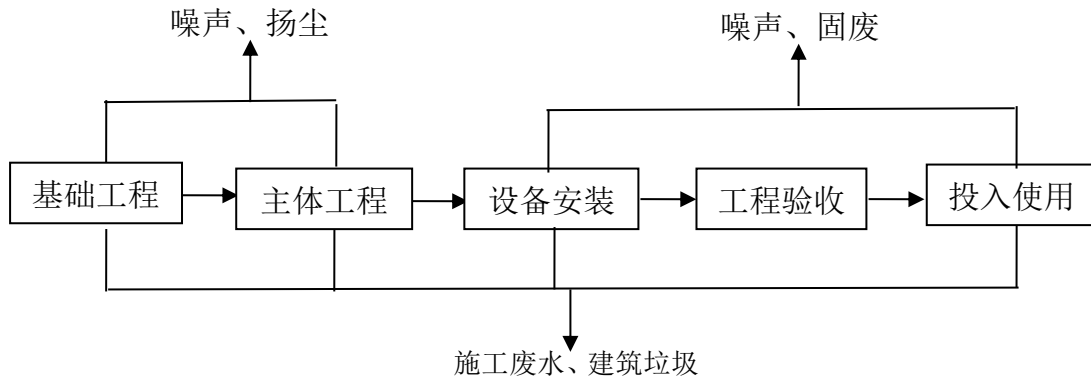 噪声、扬尘
噪声、固废
基础工程
主体工程
设备安装
工程验收
投入使用
施工废水、建筑垃圾